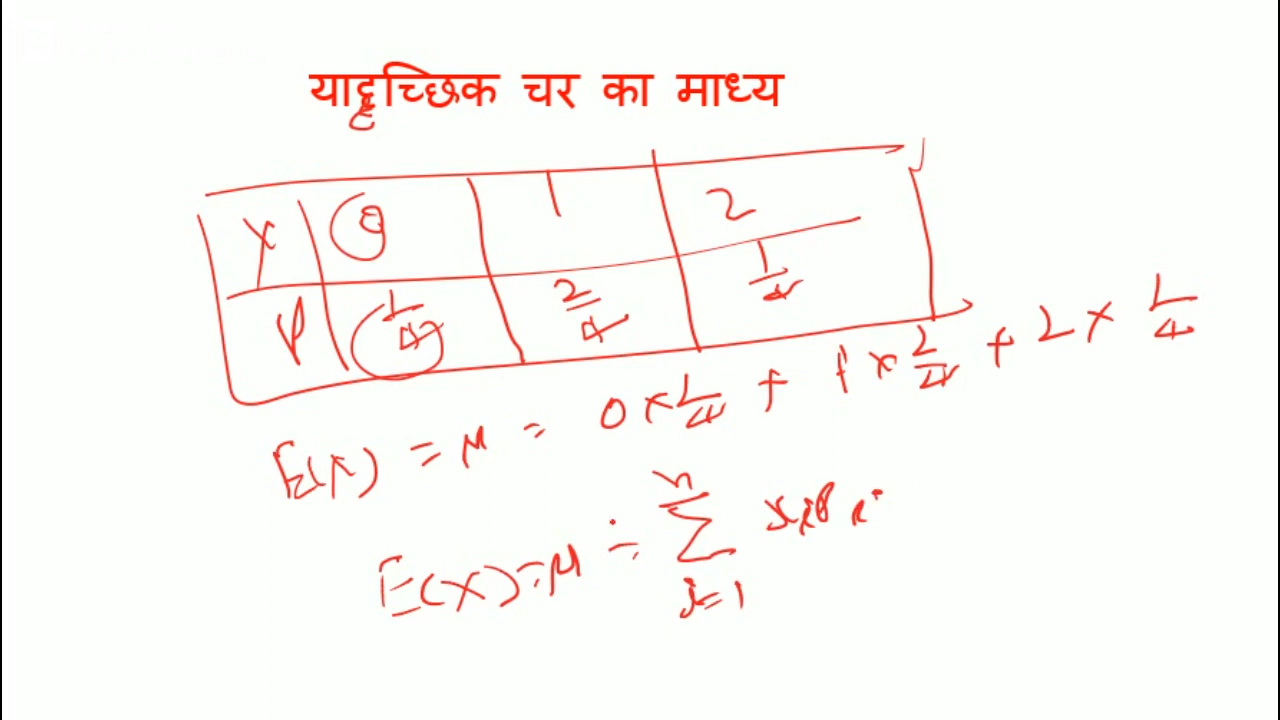 यादृच्छिक चर का माध्य
X 0 1 2
P 1/4 2/4 1/4
E(X) = μ = 0 × 1/4 + 1 × 2/4 + 2 × 1/4
E(X) = μ = n∑i=1 xipi